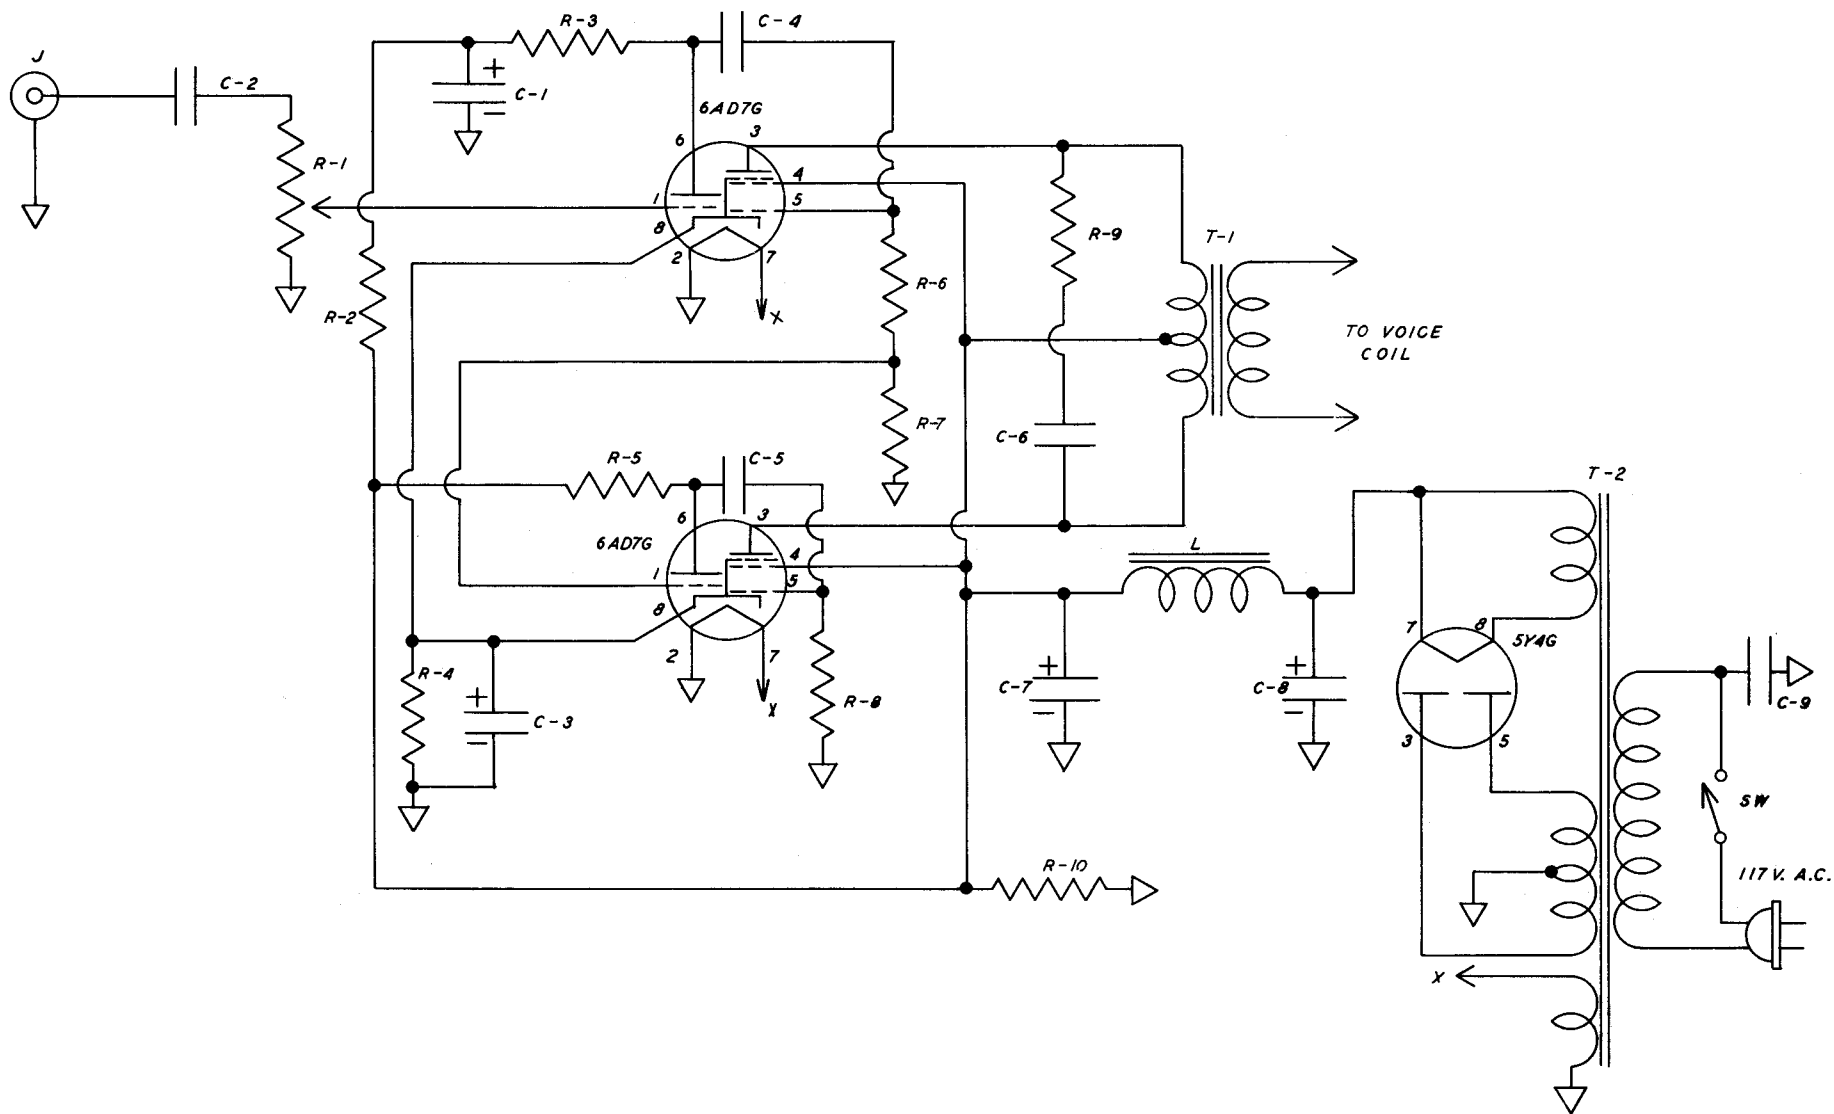 R-3
C-4
J
C-2
+
C-1
−
6AD7G
6
3
R-1
4
1
5
8
2
7
X
R-2
R-6
R-9
T-1
TO VOICE
COIL
R-7
C-6
R-5
C-5
T-2
6
3
6AD7G
4
1
5
8
2
7
X
L
R-4
+
C-3
−
R-8
+
C-7
−
+
C-8
−
7
8
5Y4G
3
5
C-9
SW
117 V. A.C.
R-10
X